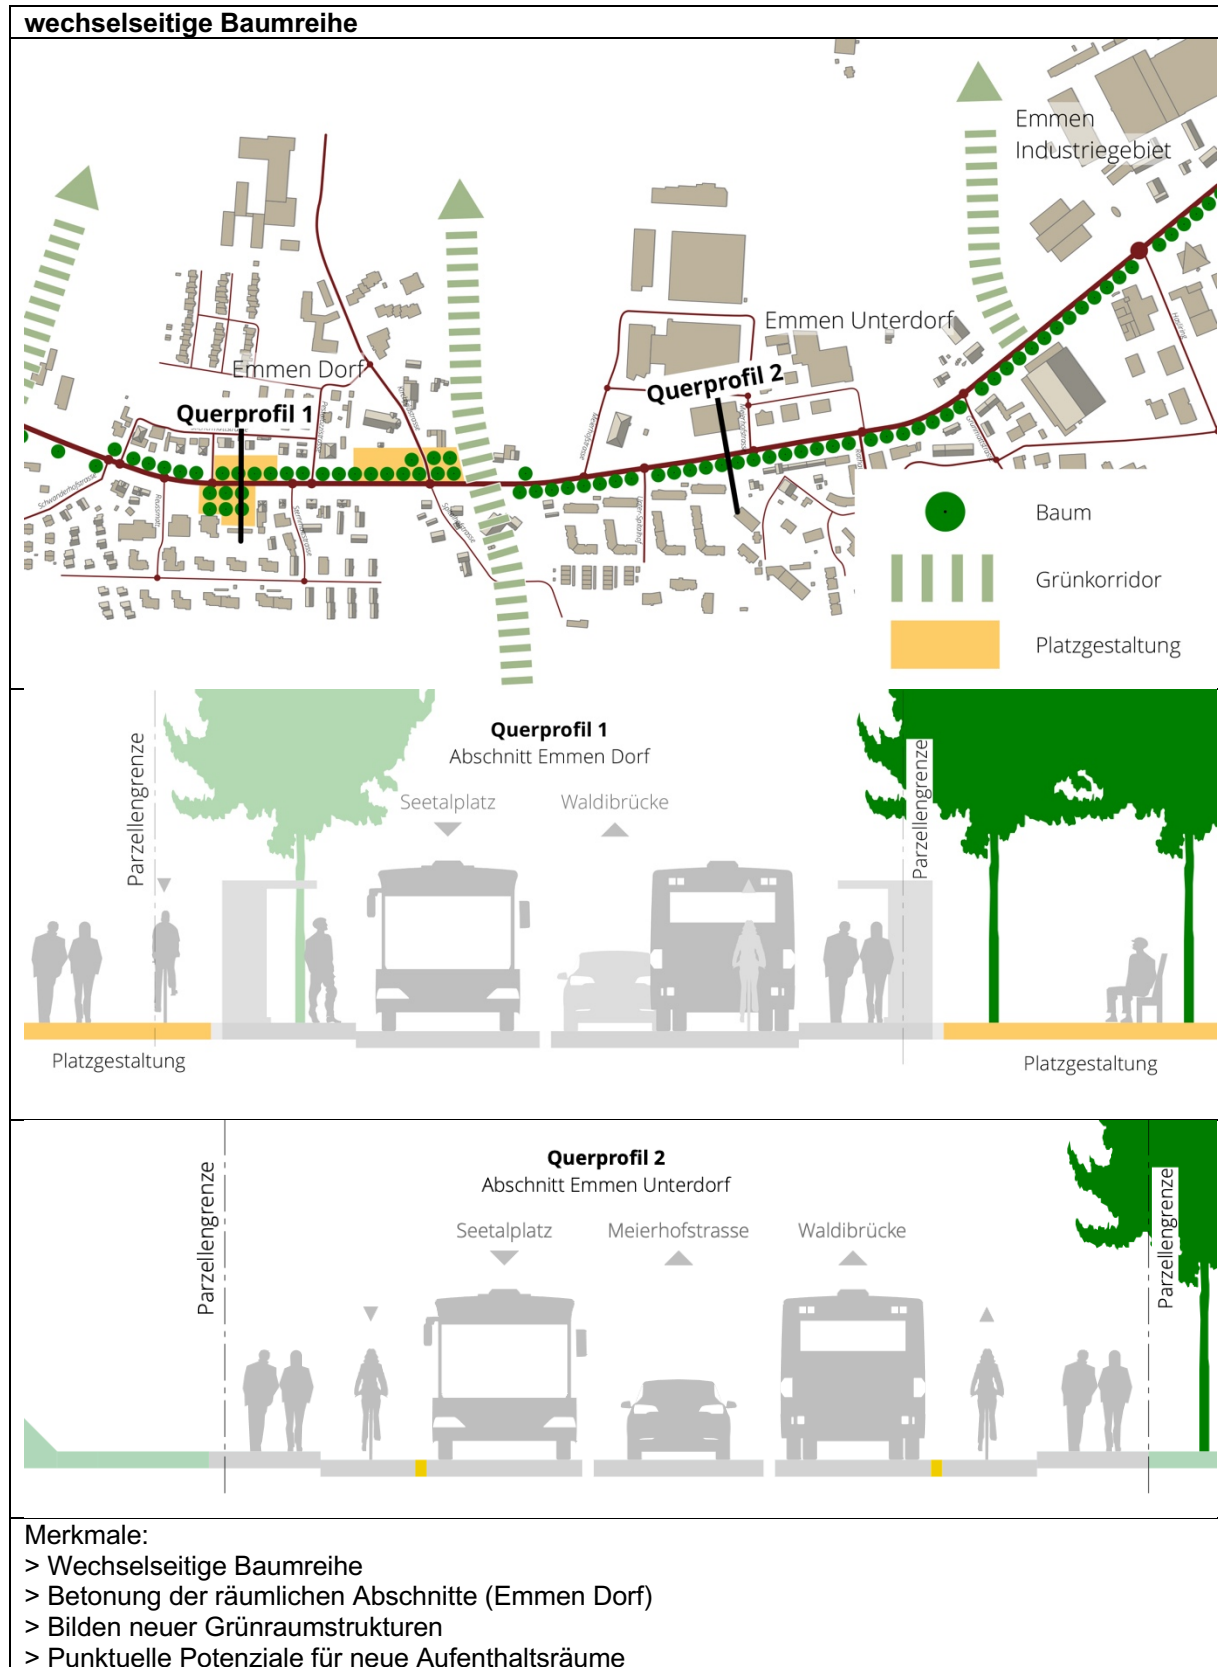 wechselseitige Baumreihe
Emmen
Industriegebiet
Emmen Unterdorf
Emmen Dorf
Querprofil 2
Querprofil 1
Schwanderhofstrasse
Baum
Grünkorridor
Platzgestaltung
Querprofil 1
Abschnitt Emmen Dorf
Parzellengrenze
Seetalplatz
Waldibrücke
Parzellengrenze
Platzgestaltung
Platzgestaltung
Querprofil 2
Abschnitt Emmen Unterdorf
Parzellengrenze
Seetalplatz
Meierhofstrasse
Waldibrücke
Parzellengrenze
Merkmale:
> Wechselseitige Baumreihe
> Betonung der räumlichen Abschnitte (Emmen Dorf)
> Bilden neuer Grünraumstrukturen
> Punktuelle Potenziale für neue Aufenthaltsräume